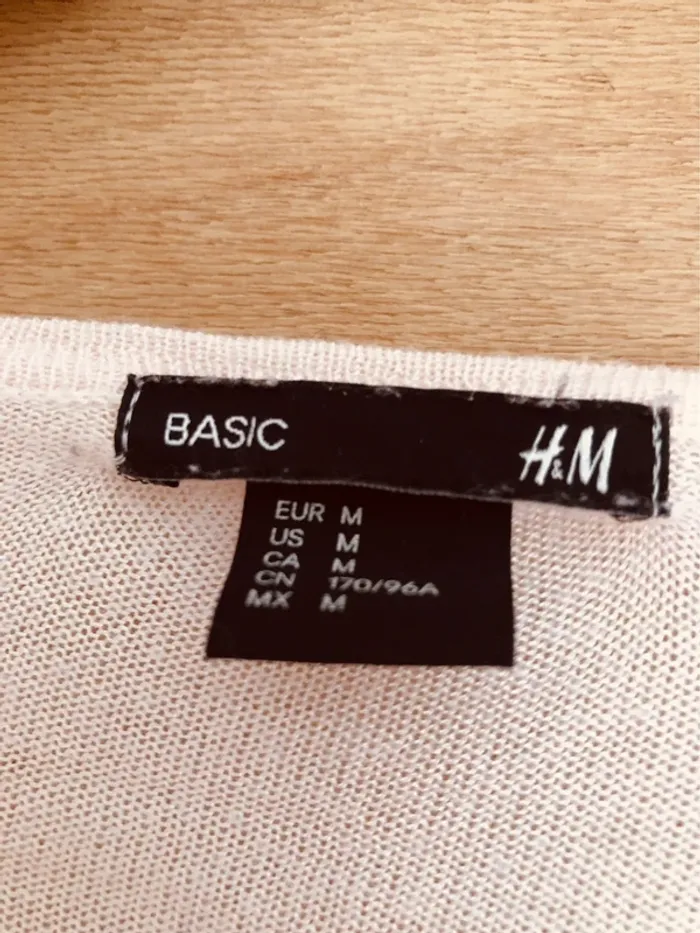 BASIC H&M
EUR M
US M
CA M
CN 170/96A
MX M